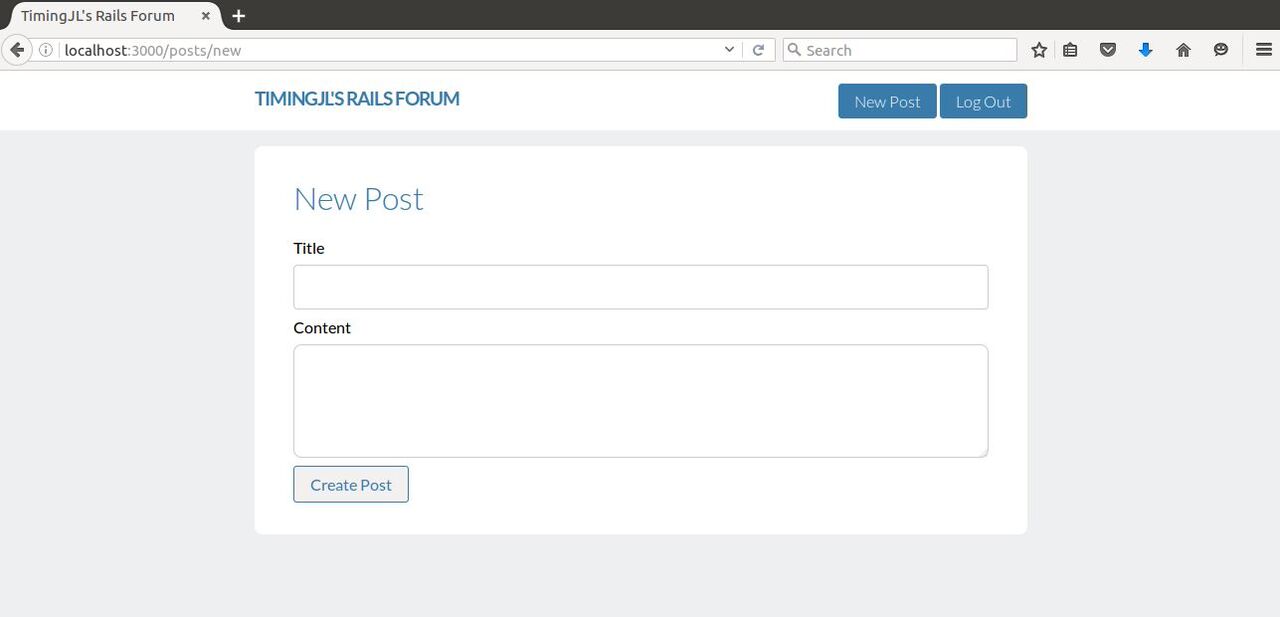 TimingJL's Rails Forum
localhost:3000/posts/new
Search
TIMINGJL'S RAILS FORUM
New Post
Log Out
New Post
Title
Content
Create Post